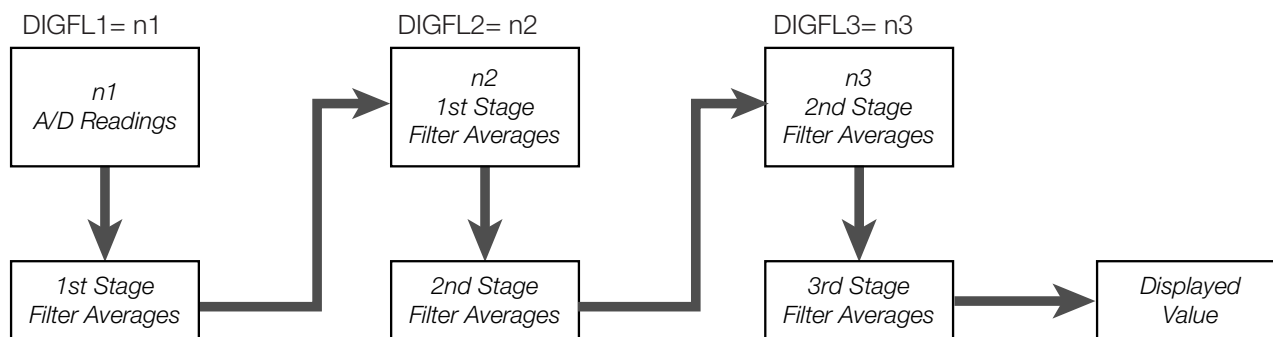 DIGFL1= n1
DIGFL2= n2
DIGFL3= n3
n1
A/D Readings
n2
1st Stage
Filter Averages
n3
2nd Stage
Filter Averages
1st Stage
Filter Averages
2nd Stage
Filter Averages
3rd Stage
Filter Averages
Displayed
Value